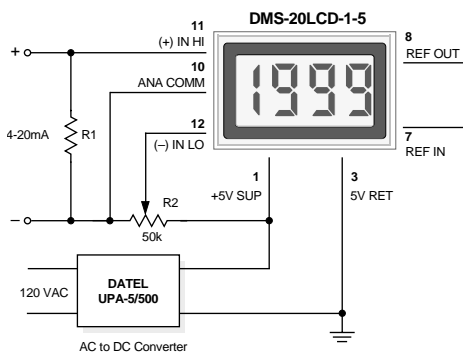 DMS-20LCD-1-5
11
(+) IN HI
8
REF OUT
+
10
ANA COMM
1999
4-20mA
R1
12
(–) IN LO
7
REF IN
1
+5V SUP
3
5V RET
–
R2
50k
120 VAC
DATEL
UPA-5/500
AC to DC Converter